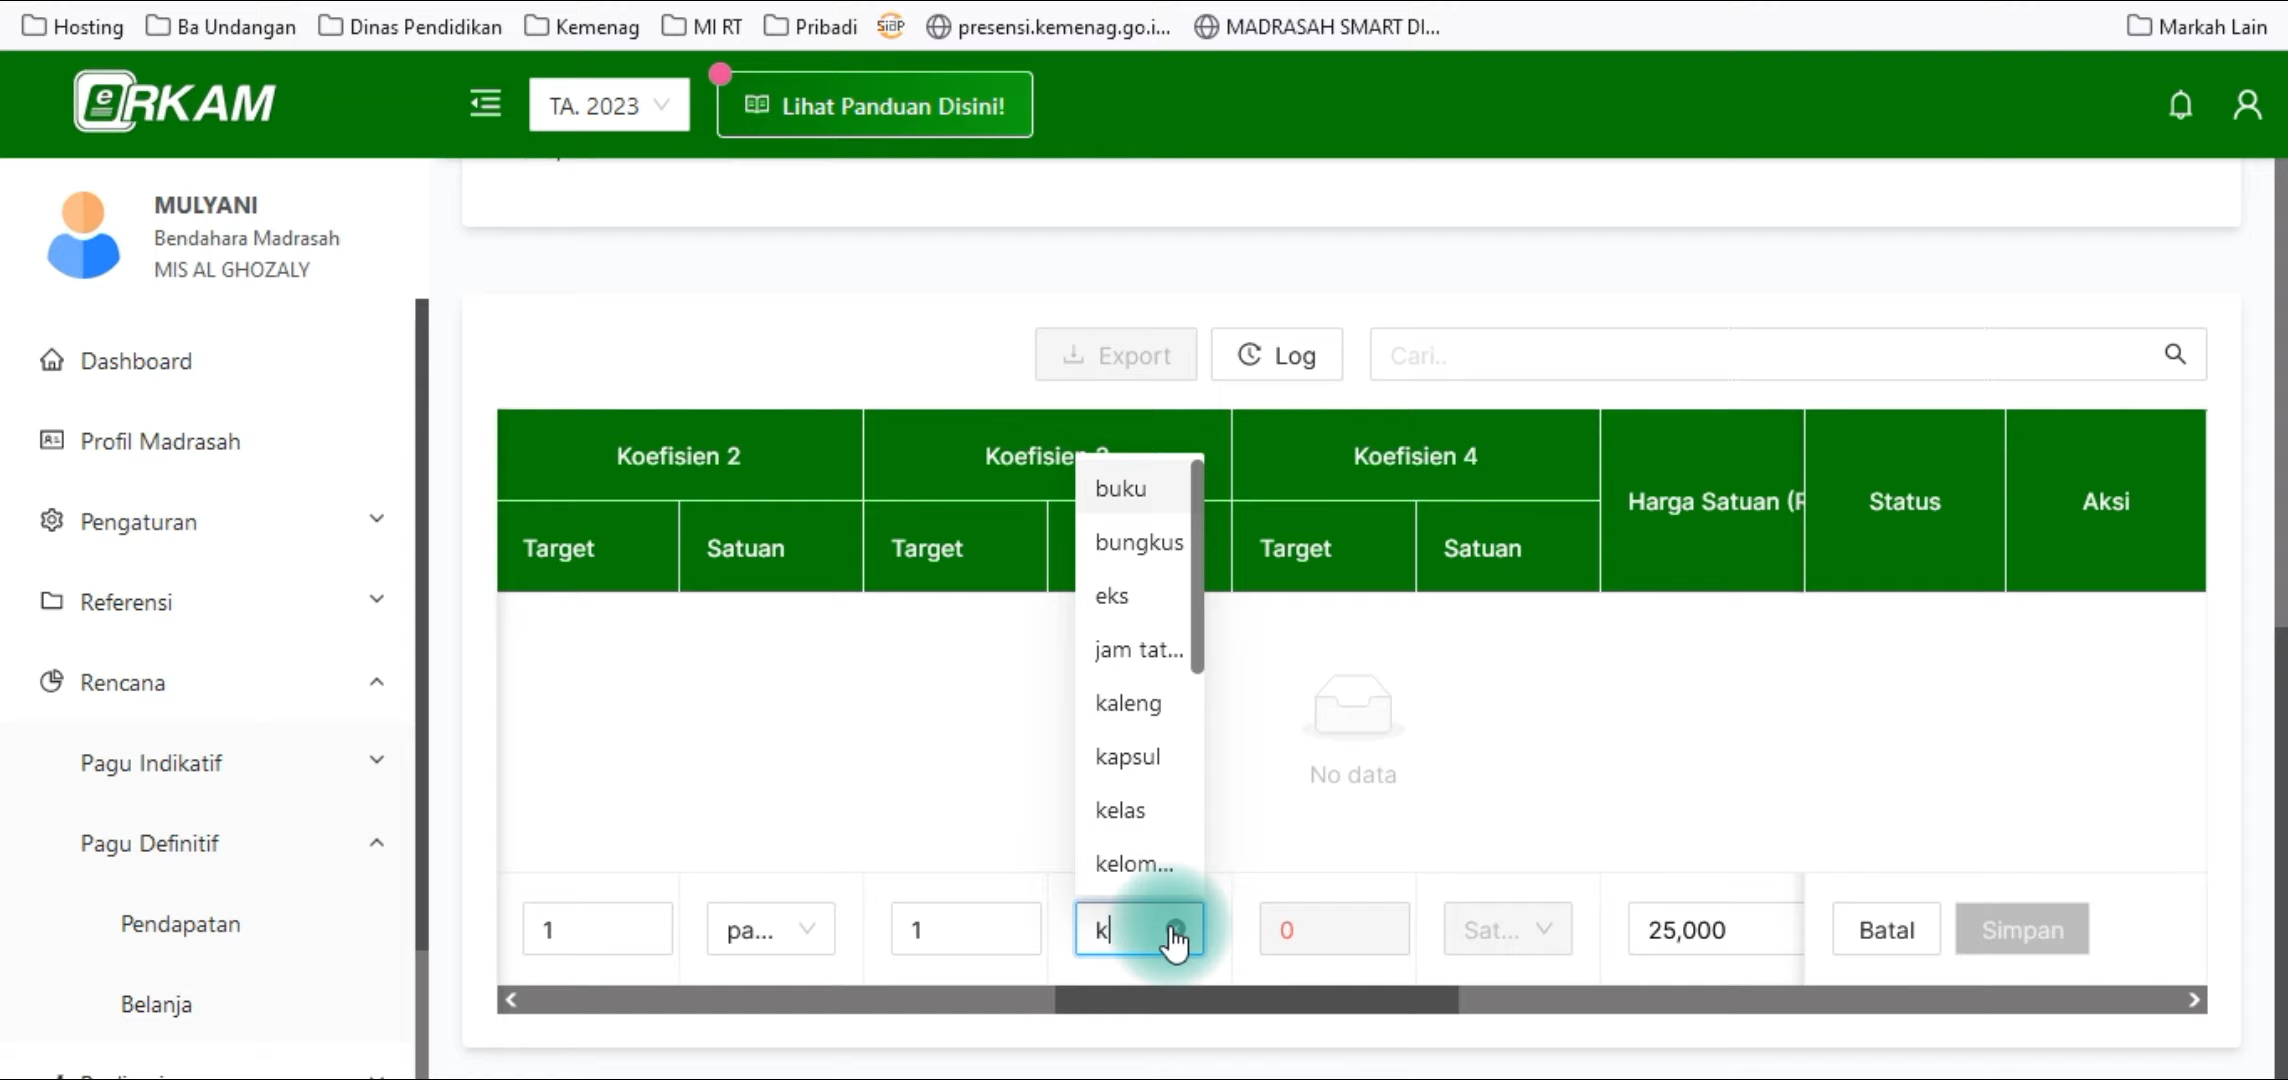 Hosting
Ba Undangan
Dinas Pendidikan
Kemenag
MI RT
Pribadi
siap
presensi.kemenag.go.i...
MADRASAH SMART DI...
Markah Lain
eRKAM
TA. 2023
Lihat Panduan Disini!
MULYANI
Bendahara Madrasah
MIS AL GHOZALY
Dashboard
Profil Madrasah
Pengaturan
Referensi
Rencana
Pagu Indikatif
Pagu Definitif
Pendapatan
Belanja
Export
Log
Cari..
Koefisien 2
Koefisien 3
Koefisien 4
Harga Satuan (R
Status
Aksi
Target
Satuan
Target
Target
Satuan
buku
bungkus
eks
jam tat...
kaleng
kapsul
kelas
kelom...
No data
1
pa...
1
k
0
Sat...
25,000
Batal
Simpan